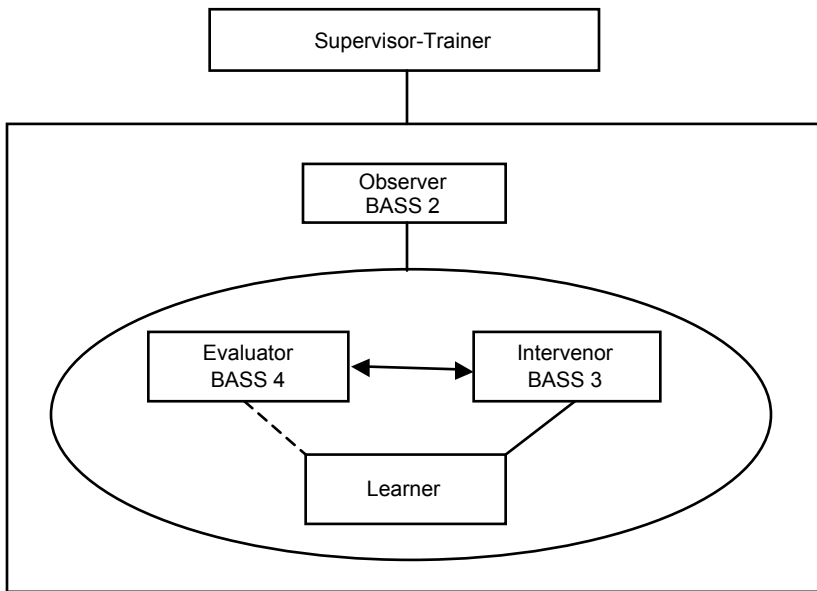 Supervisor-Trainer
Observer
BASS 2
Evaluator
BASS 4
Intervenor
BASS 3
Learner